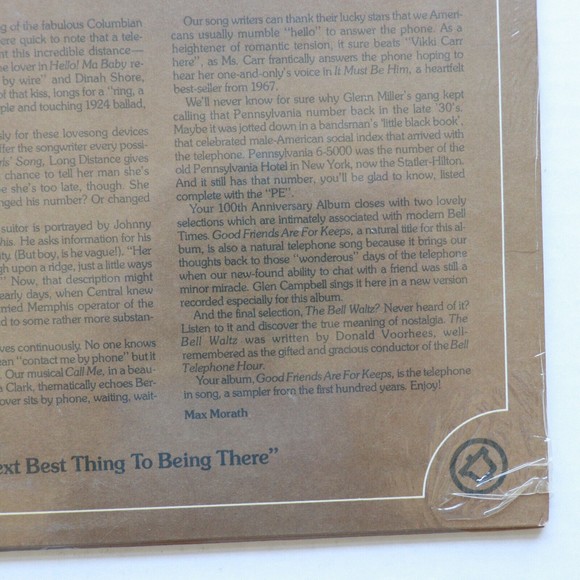 g of the fabulous Columbian
ere quick to note that a tele-
nt this incredible distance—
e lover in Hello! Ma Baby re-
by wire" and Dinah Shore,
of that kiss, longs for a "ring, a
ple and touching 1924 ballad,
ly for these lovesong devices
ffer the songwriter every possi-
ris' Song, Long Distance gives
chance to tell her man she's
e she's too late, though. She
nged his number? Or changed
suitor is portrayed by Johnny
his. He asks information for his
ity. (But boy, is he vague!). "Her
gh upon a ridge, just a little ways
" Now, that description might
early days, when Central knew
rried Memphis operator of the
d to some rather more substan-
ves continuously. No one knows
ean "contact me by phone" but it
. Our musical Call Me, in a beau-
a Clark, thematically echoes Ber-
over sits by phone, waiting, wait-
Our song writers can thank their lucky stars that we Ameri-
cans usually mumble "hello" to answer the phone. As a
heightener of romantic tension, it sure beats "Vikki Carr
here", as Ms. Carr frantically answers the phone hoping to
hear her one-and-only's voice in It Must Be Him, a heartfelt
best-seller from 1967.
We'll never know for sure why Glenn Miller's gang kept
calling that Pennsylvania number back in the late '30's.
Maybe it was jotted down in a bandsman's 'little black book',
that celebrated male-American social index that arrived with
the telephone. Pennsylvania 6-5000 was the number of the
old Pennsylvania Hotel in New York, now the Statler-Hilton.
And it still has that number, you'll be glad to know, listed
complete with the "PE".
Your 100th Anniversary Album closes with two lovely
selections which are intimately associated with modern Bell
Times. Good Friends Are For Keeps, a natural title for this al-
bum, is also a natural telephone song because it brings our
thoughts back to those "wonderous" days of the telephone
when our new-found ability to chat with a friend was still a
minor miracle. Glen Campbell sings it here in a new version
recorded especially for this album.
And the final selection, The Bell Waltz? Never heard of it?
Listen to it and discover the true meaning of nostalgia. The
Bell Waltz was written by Donald Voorhees, well-
remembered as the gifted and gracious conductor of the Bell
Telephone Hour.
Your album, Good Friends Are For Keeps, is the telephone
in song, a sampler from the first hundred years. Enjoy!
Max Morath
ext Best Thing To Being There"